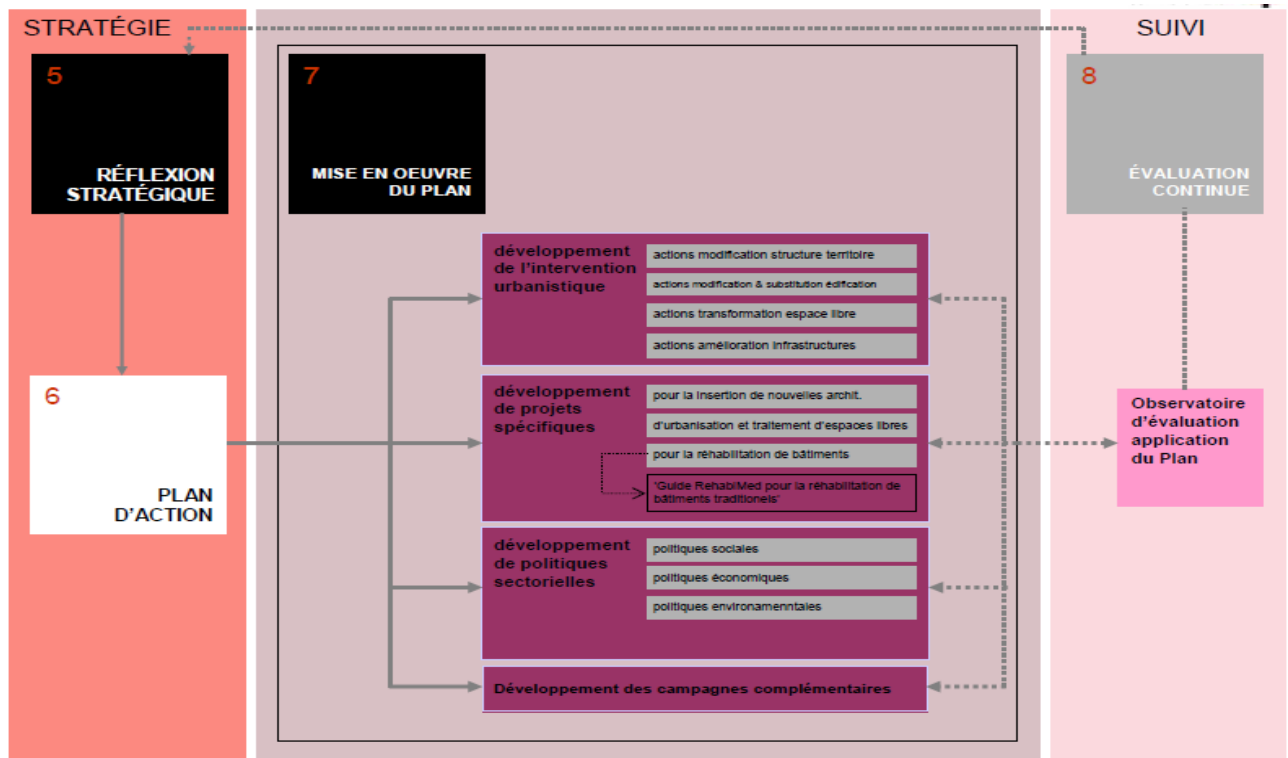 STRATÉGIE
5
RÉFLEXION
STRATÉGIQUE
6
PLAN
D'ACTION
7
MISE EN OEUVRE
DU PLAN
développement
de l'intervention
urbanistique
actions modification structure territoire
actions modification & substitution édification
actions transformation espace libre
actions amélioration infrastructures
développement
de projets
spécifiques
pour la insertion de nouvelles archit.
d'urbanisation et traitement d'espaces libres
pour la réhabilitation de bâtiments
'Guide RehabiMed pour la réhabilitation de
bâtiments traditionels'
développement
de politiques
sectorielles
politiques sociales
politiques économiques
politiques environamenntales
Développement des campagnes complémentaires
SUIVI
8
ÉVALUATION
CONTINUE
Observatoire
d'évaluation
application
du Plan